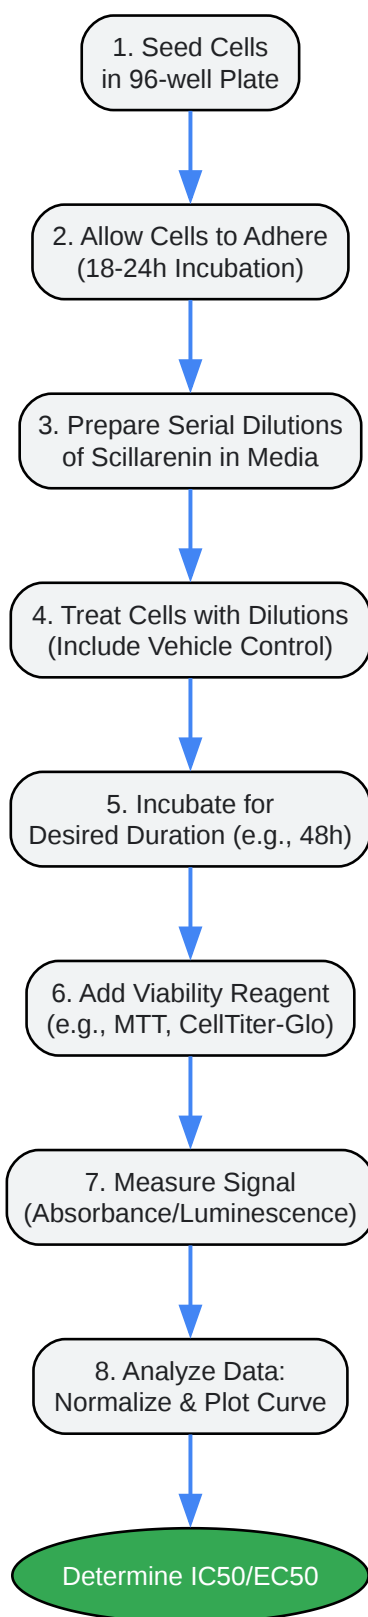 1. Seed Cells
in 96-well Plate
2. Allow Cells to Adhere
(18-24h Incubation)
3. Prepare Serial Dilutions
of Scillarenin in Media
4. Treat Cells with Dilutions
(Include Vehicle Control)
5. Incubate for
Desired Duration (e.g., 48h)
6. Add Viability Reagent
(e.g., MTT, CellTiter-Glo)
7. Measure Signal
(Absorbance/Luminescence)
8. Analyze Data:
Normalize & Plot Curve
Determine IC50/EC50